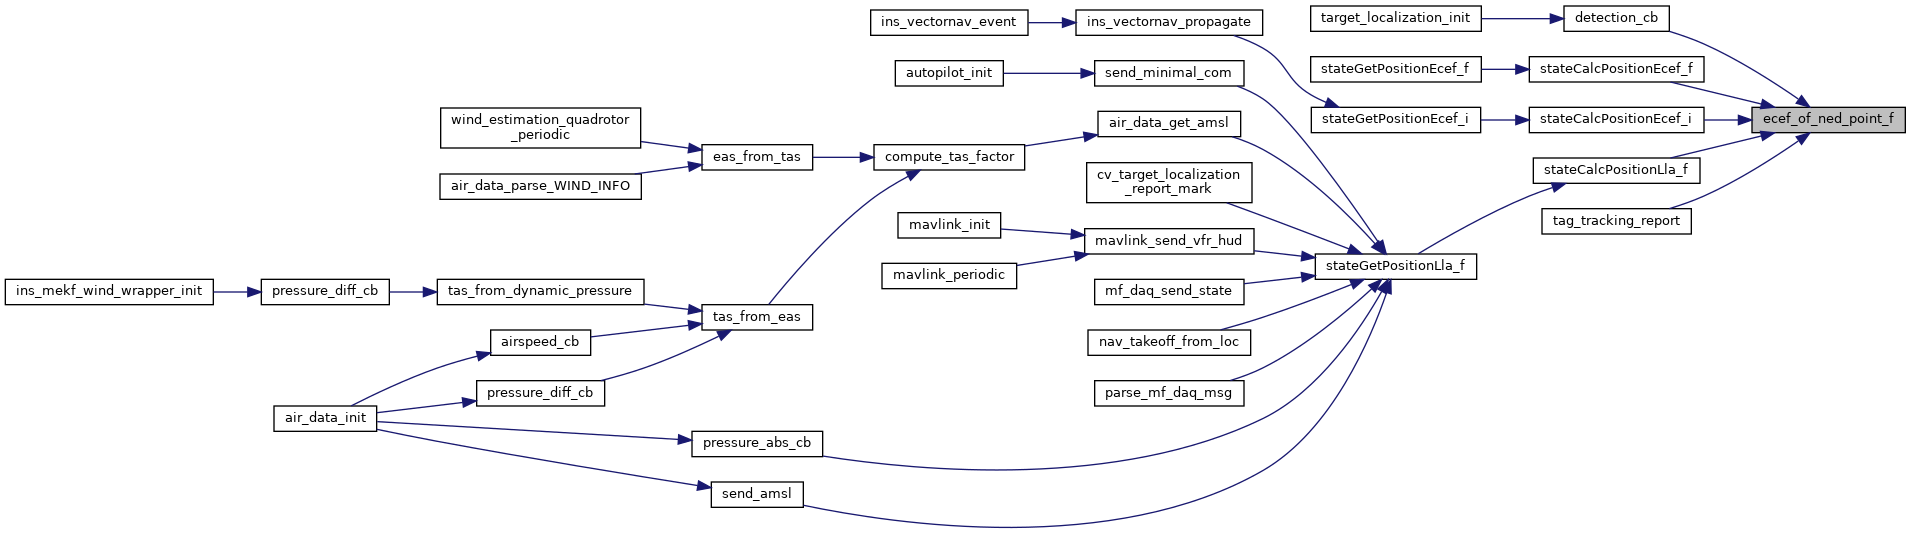 ins_vectornav_event
ins_vectornav_propagate
target_localization_init
detection_cb
autopilot_init
send_minimal_com
stateGetPositionEcef_f
stateCalcPositionEcef_f
wind_estimation_quadrotor
_periodic
air_data_get_amsl
stateGetPositionEcef_i
stateCalcPositionEcef_i
ecef_of_ned_point_f
eas_from_tas
compute_tas_factor
air_data_parse_WIND_INFO
cv_target_localization
_report_mark
stateCalcPositionLla_f
mavlink_init
tag_tracking_report
mavlink_send_vfr_hud
mavlink_periodic
stateGetPositionLla_f
ins_mekf_wind_wrapper_init
pressure_diff_cb
tas_from_dynamic_pressure
mf_daq_send_state
tas_from_eas
airspeed_cb
nav_takeoff_from_loc
pressure_diff_cb
parse_mf_daq_msg
air_data_init
pressure_abs_cb
send_amsl